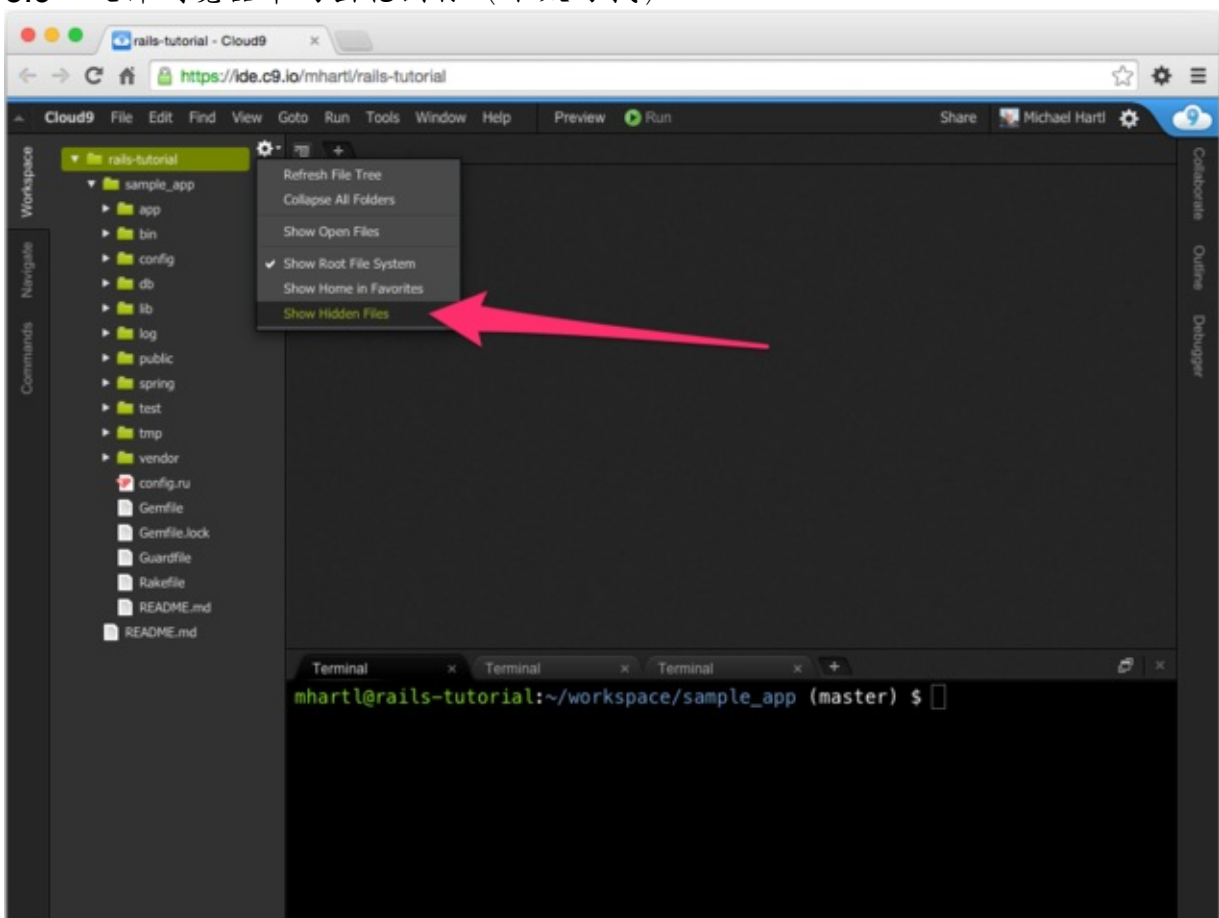 rails-tutorial - Cloud9
https://ide.c9.io/mhartl/rails-tutorial
Cloud9 File Edit Find View Goto Run Tools Window Help Preview Run Share Michael Hartl
Workspace
Navigate
Commands
rails-tutorial
sample_app
app
bin
config
db
lib
log
public
spring
test
tmp
vendor
config.ru
Gemfile
Gemfile.lock
Guardfile
Rakefile
README.md
README.md
Refresh File Tree
Collapse All Folders
Show Open Files
Show Root File System
Show Home in Favorites
Show Hidden Files
Collaborate
Outline
Debugger
Terminal Terminal Terminal
mhartl@rails-tutorial:~/workspace/sample_app (master) $